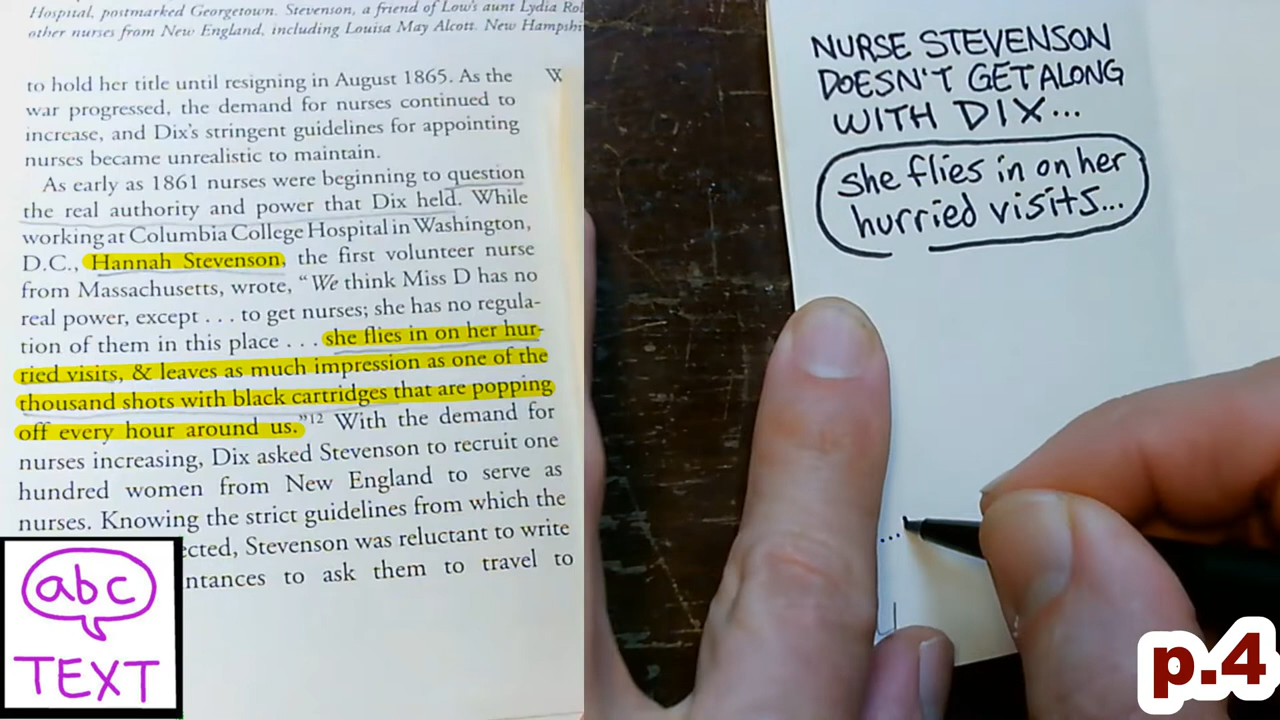 Hospital, postmarked Georgetown. Stevenson, a friend of Low's aunt Lydia
other nurses from New England, including Louisa May Alcott. New
to hold her title until resigning in August 1865. As the
war progressed, the demand for nurses continued to
increase, and Dix's stringent guidelines for appointing
nurses became unrealistic to maintain.
As early as 1861 nurses were beginning to question
the real authority and power that Dix held. While
working at Columbia College Hospital in Washington,
D.C., Hannah Stevenson, the first volunteer nurse
from Massachusetts, wrote, "We think Miss D has no
real power, except . . . to get nurses; she has no regula-
tion of them in this place . . . she flies in on her hur-
ried visits, & leaves as much impression as one of the
thousand shots with black cartridges that are popping
off every hour around us."12 With the demand for
nurses increasing, Dix asked Stevenson to recruit one
hundred women from New England to serve as
nurses. Knowing the strict guidelines from which the
ected, Stevenson was reluctant to write
ntances to ask them to travel to
abc
TEXT
NURSE STEVENSON
DOESN'T GET ALONG
WITH DIX...
she flies in on her
hurried visits...
...
p.4